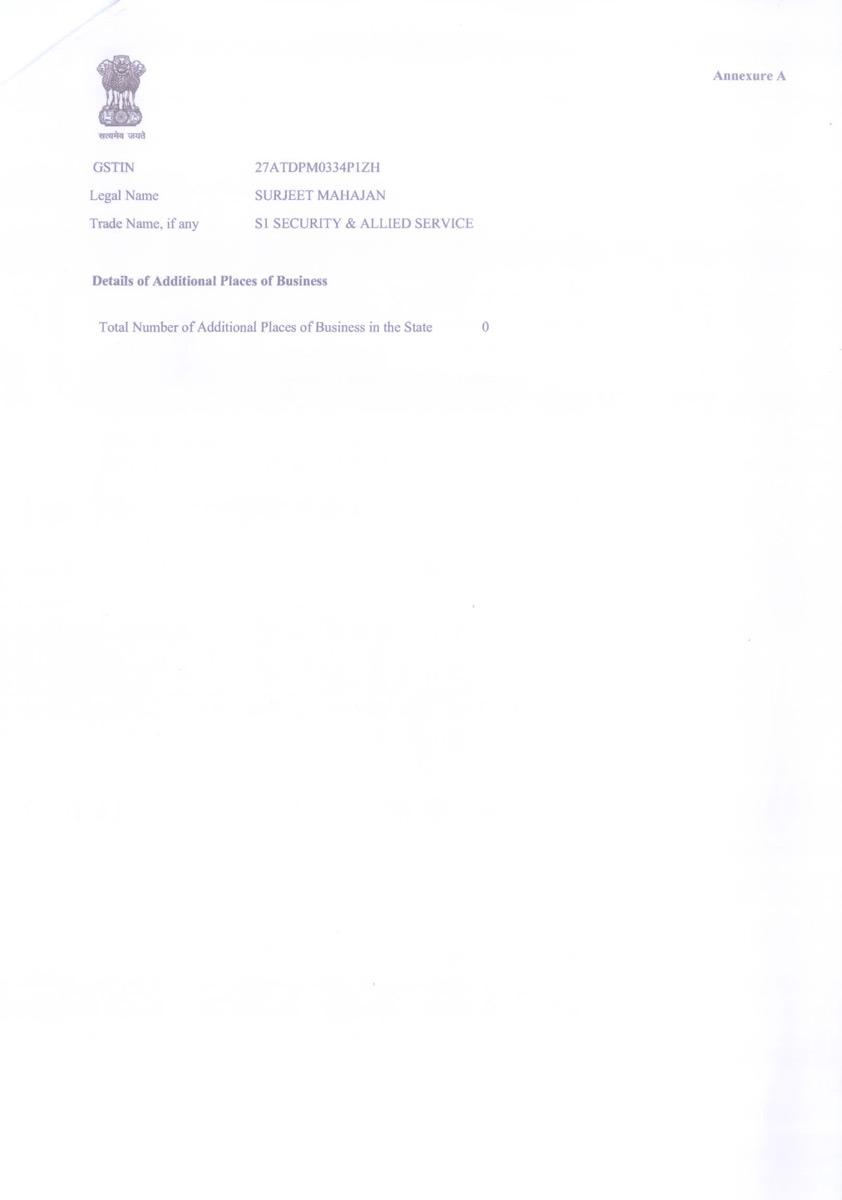 Annexure A
सत्यमेव जयते
GSTIN 27ATDPM0334P1ZH
Legal Name SURJEET MAHAJAN
Trade Name, if any S1 SECURITY & ALLIED SERVICE
Details of Additional Places of Business
Total Number of Additional Places of Business in the State 0